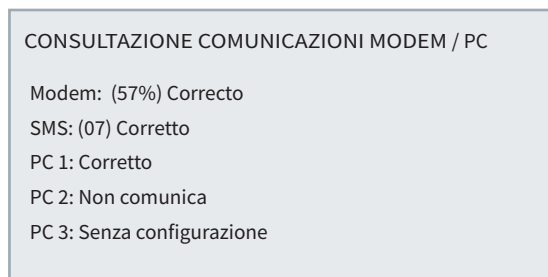 CONSULTAZIONE COMUNICAZIONI MODEM / PC
Modem: (57%) Correcto
SMS: (07) Corretto
PC 1: Corretto
PC 2: Non comunica
PC 3: Senza configurazione